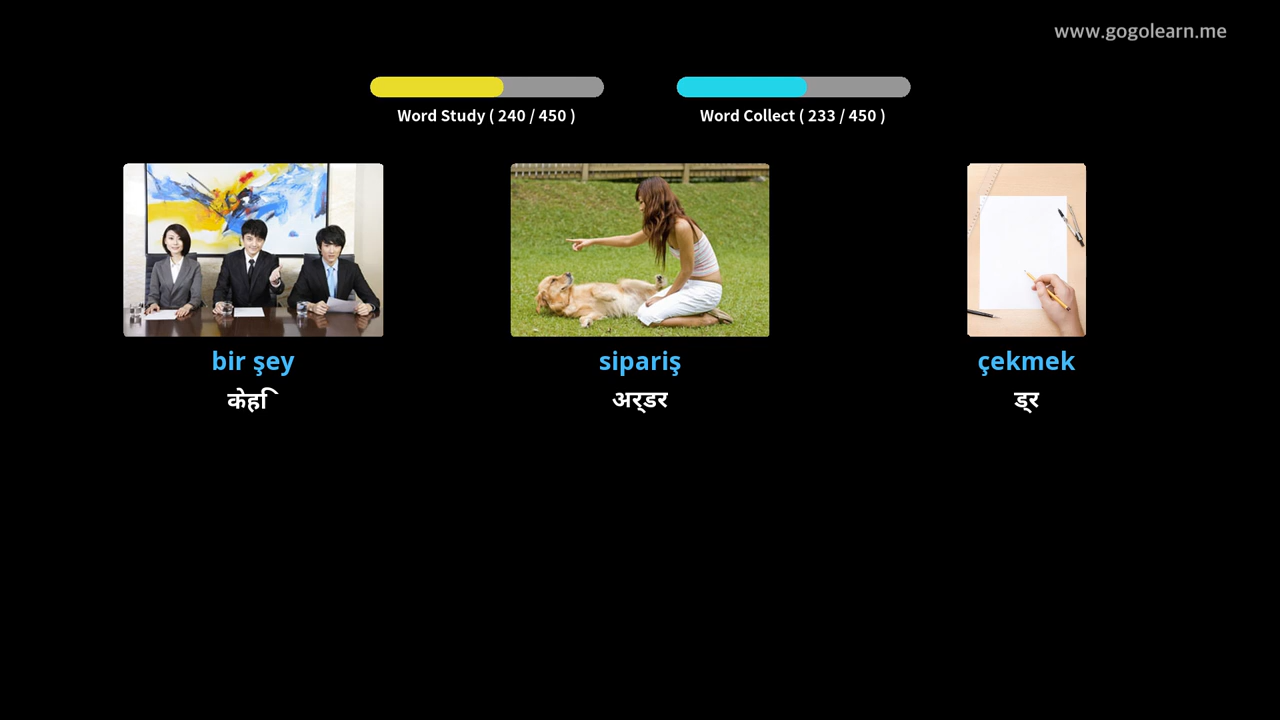 www.gogolearn.me
Word Study ( 240 / 450 )
Word Collect ( 233 / 450 )
bir şey
sipariş
çekmek
केहि
अर्डर
ड्र